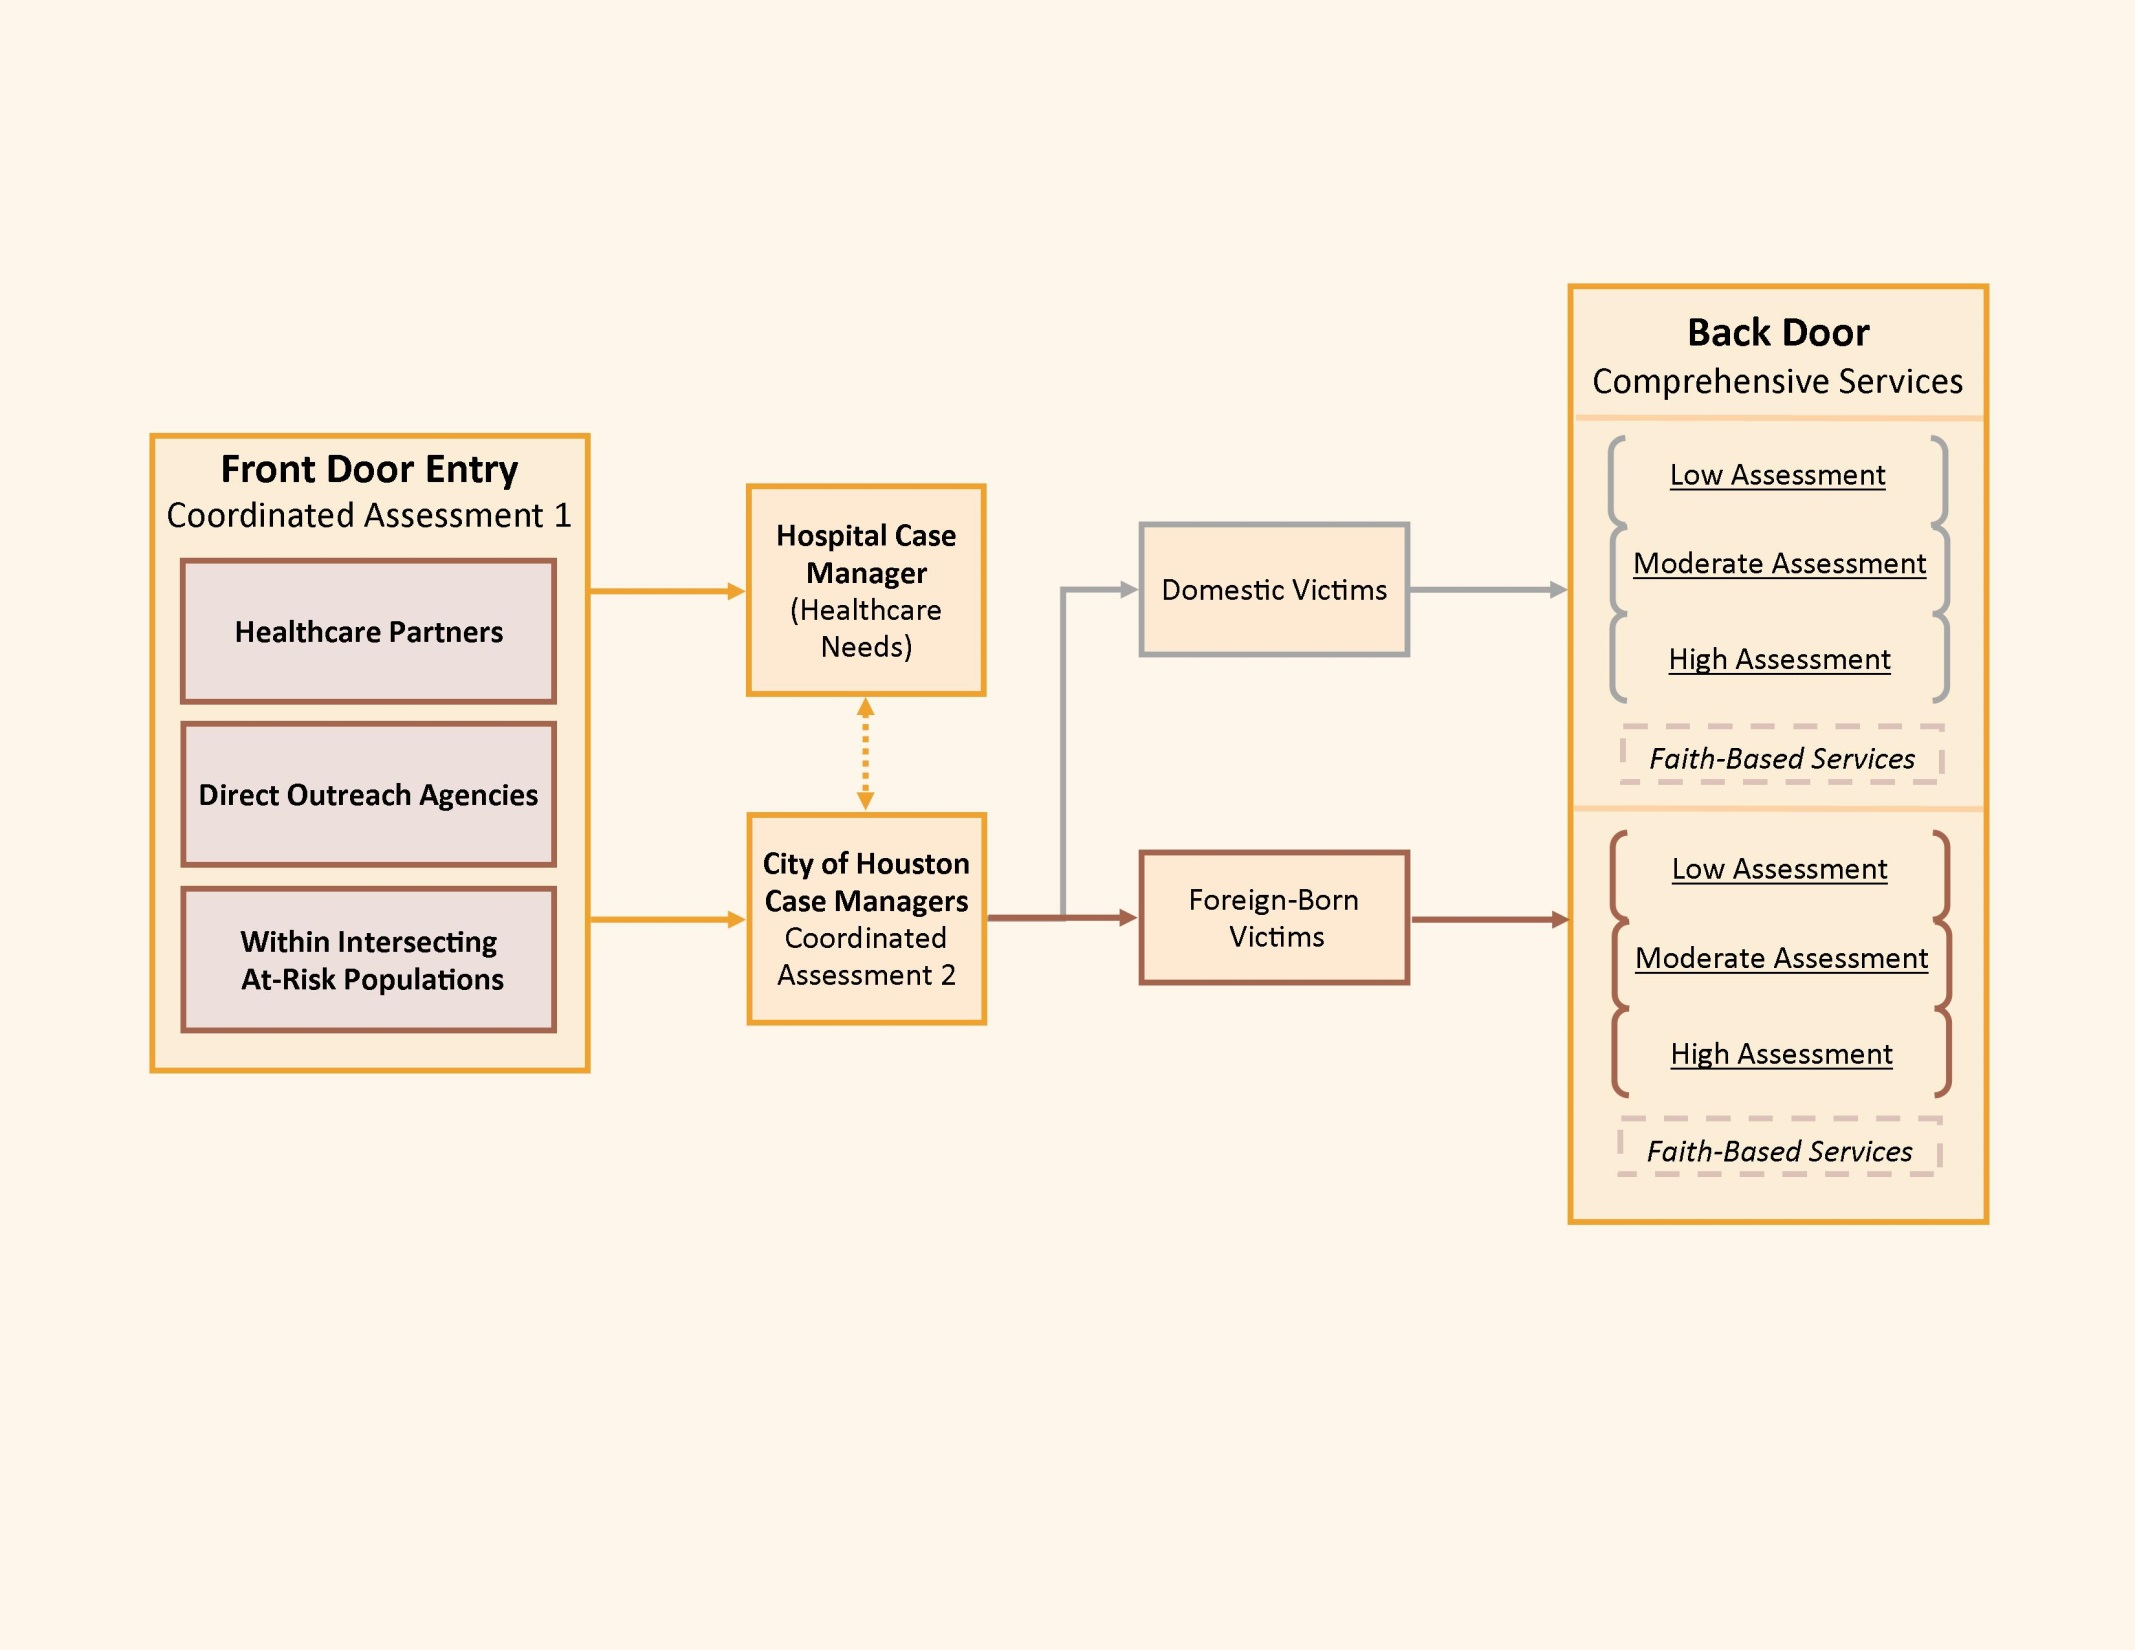 Front Door Entry
Coordinated Assessment 1
Healthcare Partners
Direct Outreach Agencies
Within Intersecting
At-Risk Populations
Hospital Case
Manager
(Healthcare
Needs)
City of Houston
Case Managers
Coordinated
Assessment 2
Domestic Victims
Foreign-Born
Victims
Back Door
Comprehensive Services
Low Assessment
Moderate Assessment
High Assessment
Faith-Based Services
Low Assessment
Moderate Assessment
High Assessment
Faith-Based Services